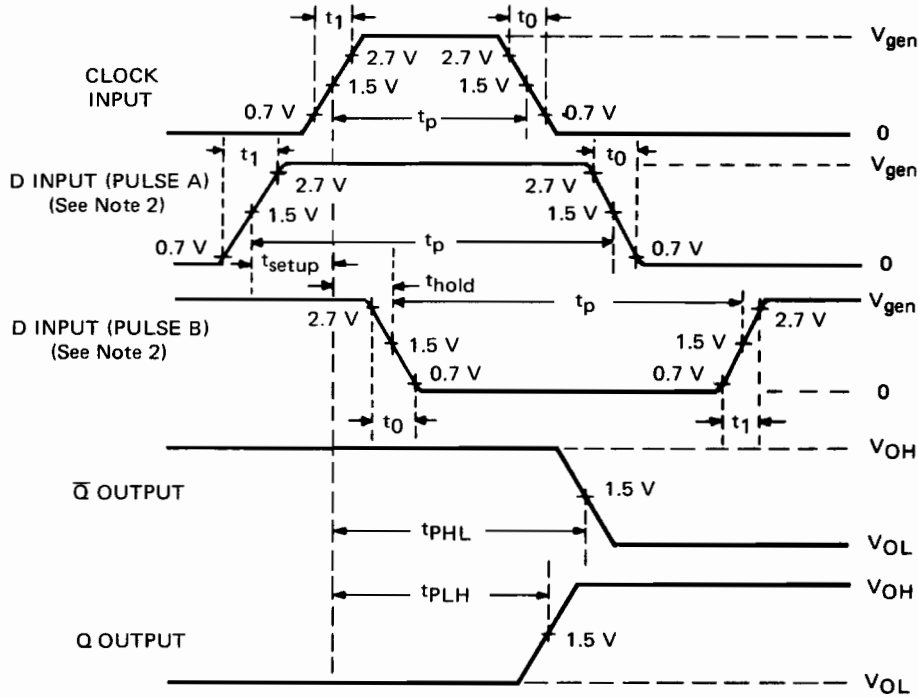 t1
t0
Vgen
2.7 V
2.7 V
CLOCK
INPUT
1.5 V
1.5 V
0.7 V
tp
0.7 V
0
t1
t0
Vgen
D INPUT (PULSE A)
(See Note 2)
2.7 V
2.7 V
1.5 V
1.5 V
0.7 V
tp
0.7 V
tsetup
0
thold
tp
Vgen
D INPUT (PULSE B)
(See Note 2)
2.7 V
2.7 V
1.5 V
1.5 V
0.7 V
0.7 V
0
t0
t1
VOH
Q̅ OUTPUT
1.5 V
tPHL
VOL
tPLH
VOH
Q OUTPUT
1.5 V
VOL